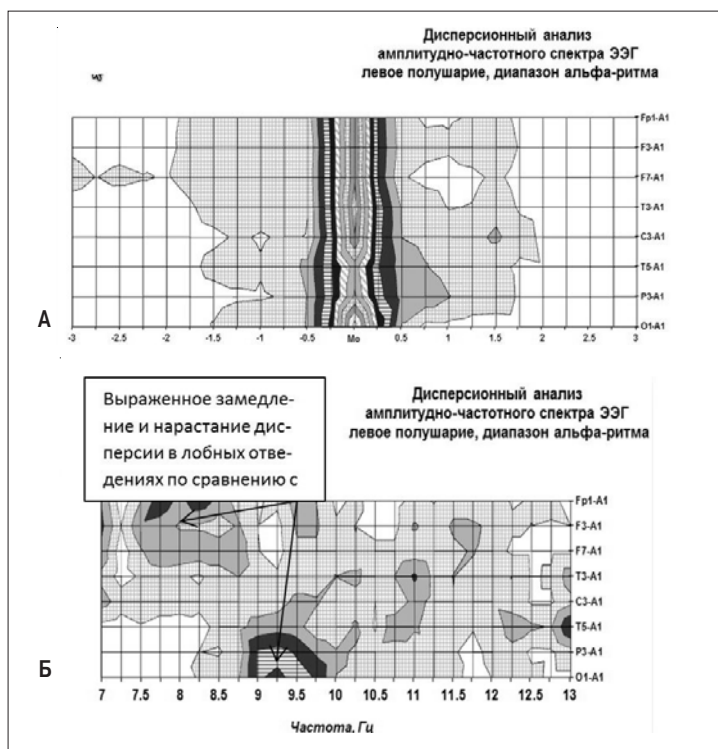 Дисперсионный анализ
амплитудно-частотного спектра ЭЭГ
левое полушарие, диапазон альфа-ритма
Fp1-A1
F3-A1
F7-A1
T3-A1
C3-A1
T5-A1
P3-A1
O1-A1
А
-3 -2.5 -2 -1.5 -1 -0.5 Mo 0.5 1 1.5 2 2.5 3
Выраженное замедле-
ние и нарастание дис-
персии в лобных отве-
дениях по сравнению с
Дисперсионный анализ
амплитудно-частотного спектра ЭЭГ
левое полушарие, диапазон альфа-ритма
Fp1-A1
F3-A1
F7-A1
T3-A1
C3-A1
T5-A1
P3-A1
O1-A1
Б
7 7.5 8 8.5 9 9.5 10 10.5 11 11.5 12 12.5 13
Частота, Гц